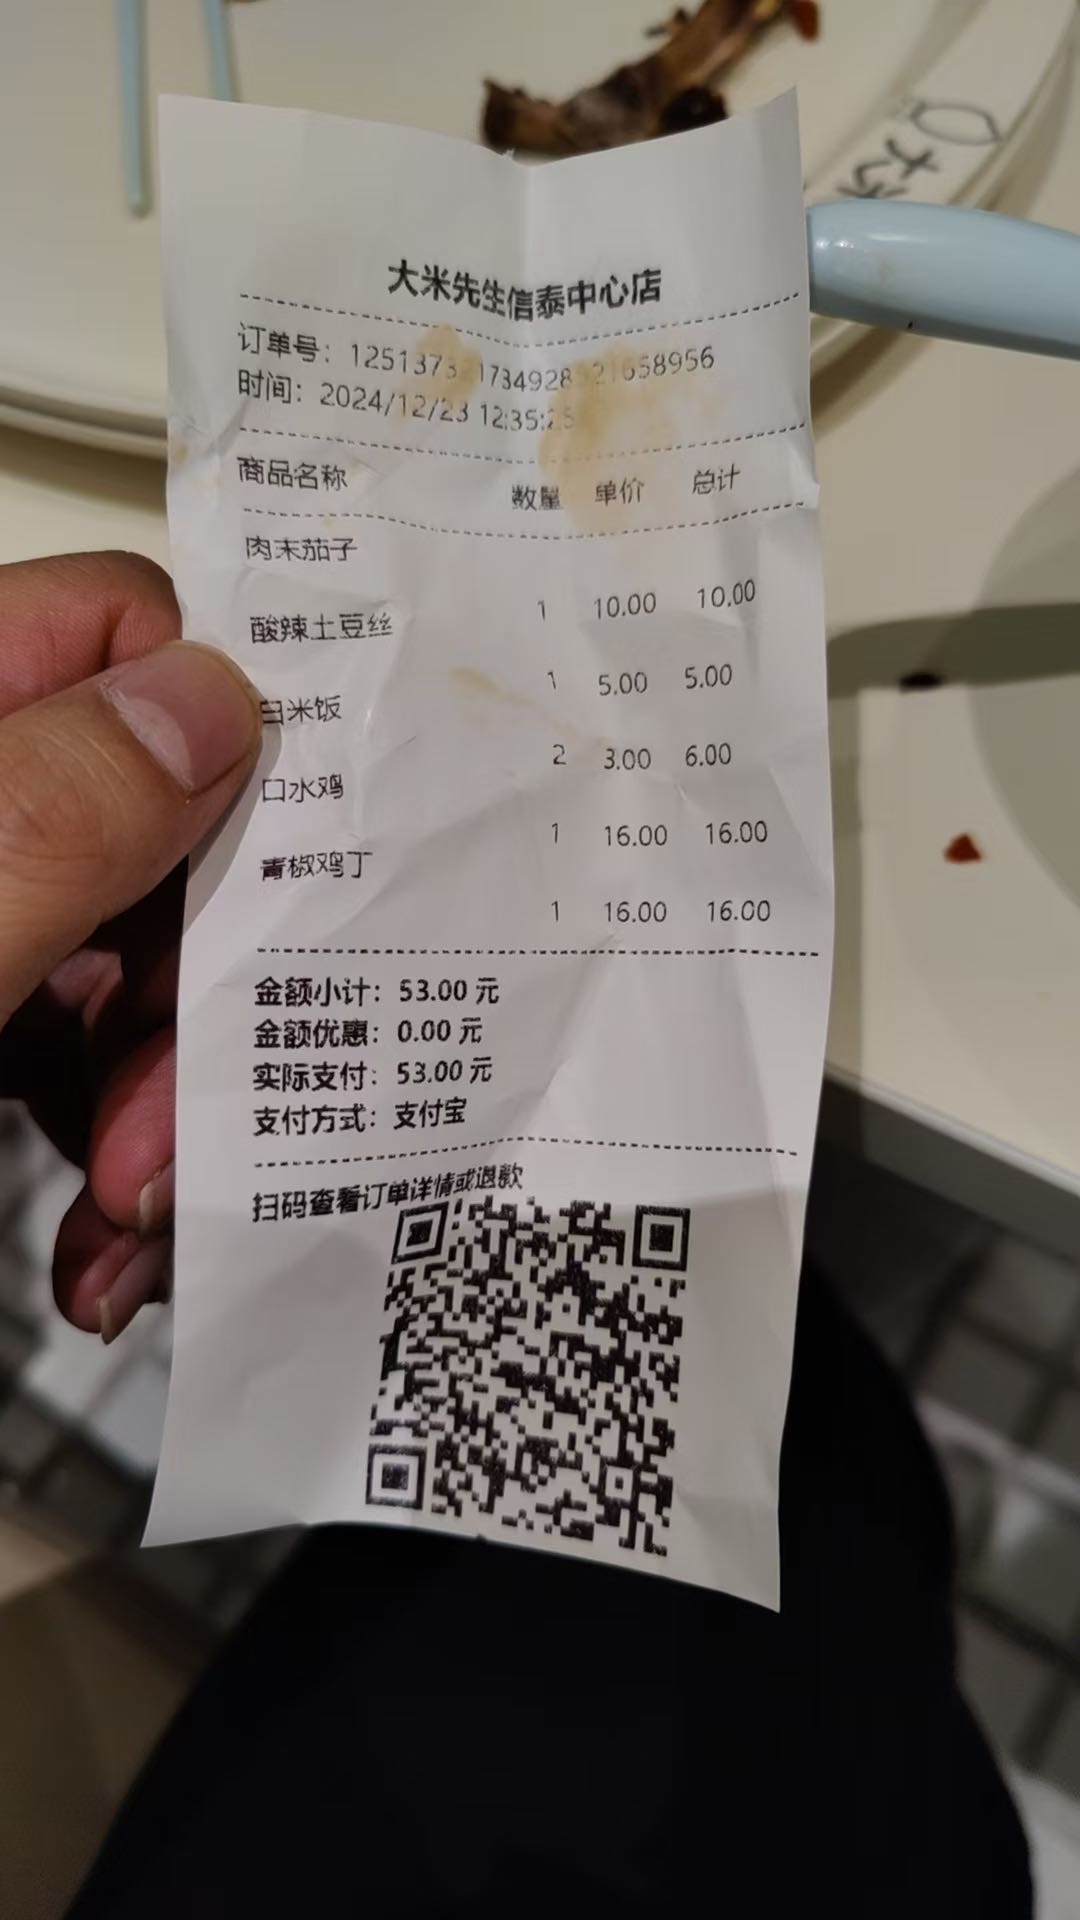 大米
大米先生信泰中心店
订单号：
时间：2024/12/23 12:35:25
商品名称 数量 单价 总计
肉末茄子
1 10.00 10.00
酸辣土豆丝
1 5.00 5.00
白米饭
2 3.00 6.00
口水鸡
1 16.00 16.00
青椒鸡丁
1 16.00 16.00
金额小计：53.00 元
金额优惠：0.00 元
实际支付：53.00 元
支付方式：支付宝
扫码查看订单详情或退款